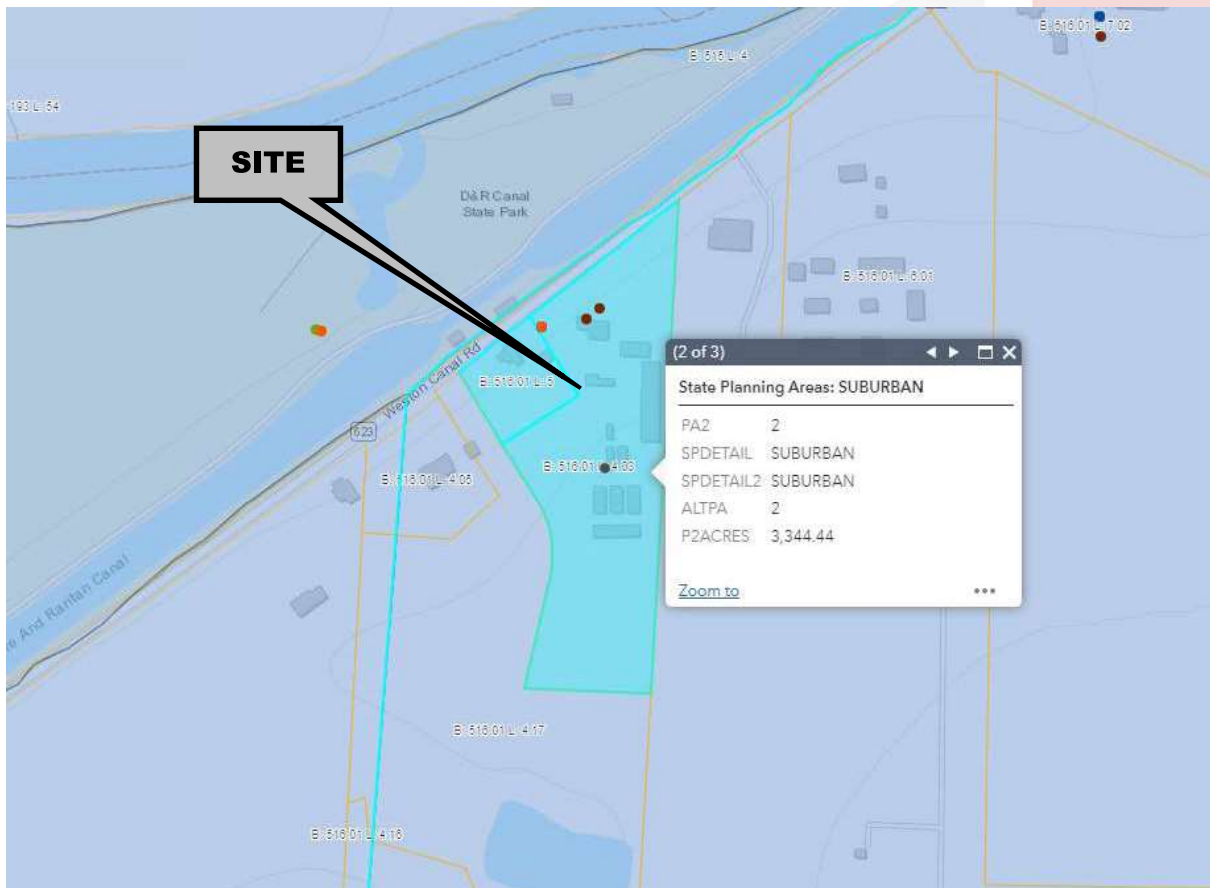 B: 516.01 L: 7.02
B: 516 L: 4
193 L: 54
SITE
D&R Canal
State Park
B: 516.01 L: 6.01
Weston Canal Rd
B: 516.01 L: 5
623
B: 516.01 L: 4.03
B: 516.01 L: 4.05
(2 of 3)
State Planning Areas: SUBURBAN
PA2 2
SPDETAIL SUBURBAN
SPDETAIL2 SUBURBAN
ALTPA 2
P2ACRES 3,344.44
Zoom to
re And Raritan Canal
B: 516.01 L: 4.17
B: 516.01 L: 4.16